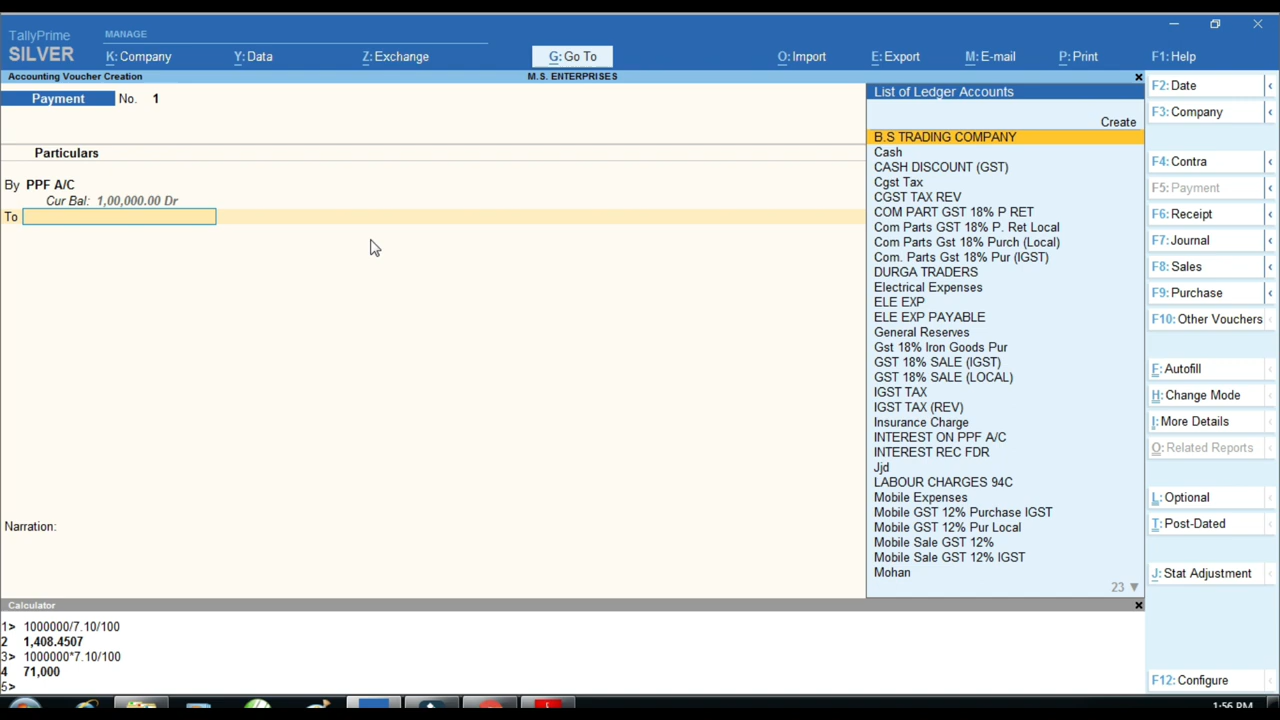 TallyPrime
MANAGE
SILVER
K: Company
Y: Data
Z: Exchange
G: Go To
O: Import
E: Export
M: E-mail
P: Print
F1: Help
Accounting Voucher Creation
M.S. ENTERPRISES
Payment No. 1
Particulars
By PPF A/C
Cur Bal: 1,00,000.00 Dr
To
Narration:
List of Ledger Accounts
Create
B.S TRADING COMPANY
Cash
CASH DISCOUNT (GST)
Cgst Tax
CGST TAX REV
COM PART GST 18% P RET
Com Parts GST 18% P. Ret Local
Com Parts Gst 18% Purch (Local)
Com. Parts Gst 18% Pur (IGST)
DURGA TRADERS
Electrical Expenses
ELE EXP
ELE EXP PAYABLE
General Reserves
Gst 18% Iron Goods Pur
GST 18% SALE (IGST)
GST 18% SALE (LOCAL)
IGST TAX
IGST TAX (REV)
Insurance Charge
INTEREST ON PPF A/C
INTEREST REC FDR
Jjd
LABOUR CHARGES 94C
Mobile Expenses
Mobile GST 12% Purchase IGST
Mobile GST 12% Pur Local
Mobile Sale GST 12%
Mobile Sale GST 12% IGST
Mohan
23 ▼
F2: Date
F3: Company
F4: Contra
F5: Payment
F6: Receipt
F7: Journal
F8: Sales
F9: Purchase
F10: Other Vouchers
F: Autofill
H: Change Mode
I: More Details
O: Related Reports
L: Optional
T: Post-Dated
J: Stat Adjustment
F12: Configure
Calculator
1> 1000000/7.10/100
2 1,408.4507
3> 1000000*7.10/100
4 71,000
5>
1:56 PM